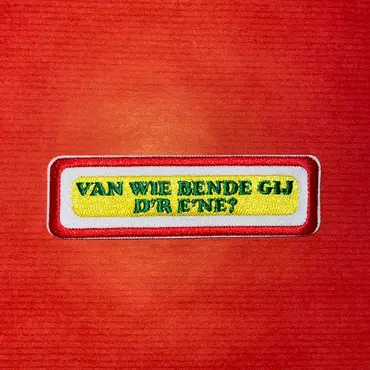 VAN WIE BENDE GIJ
D'R E'NE?